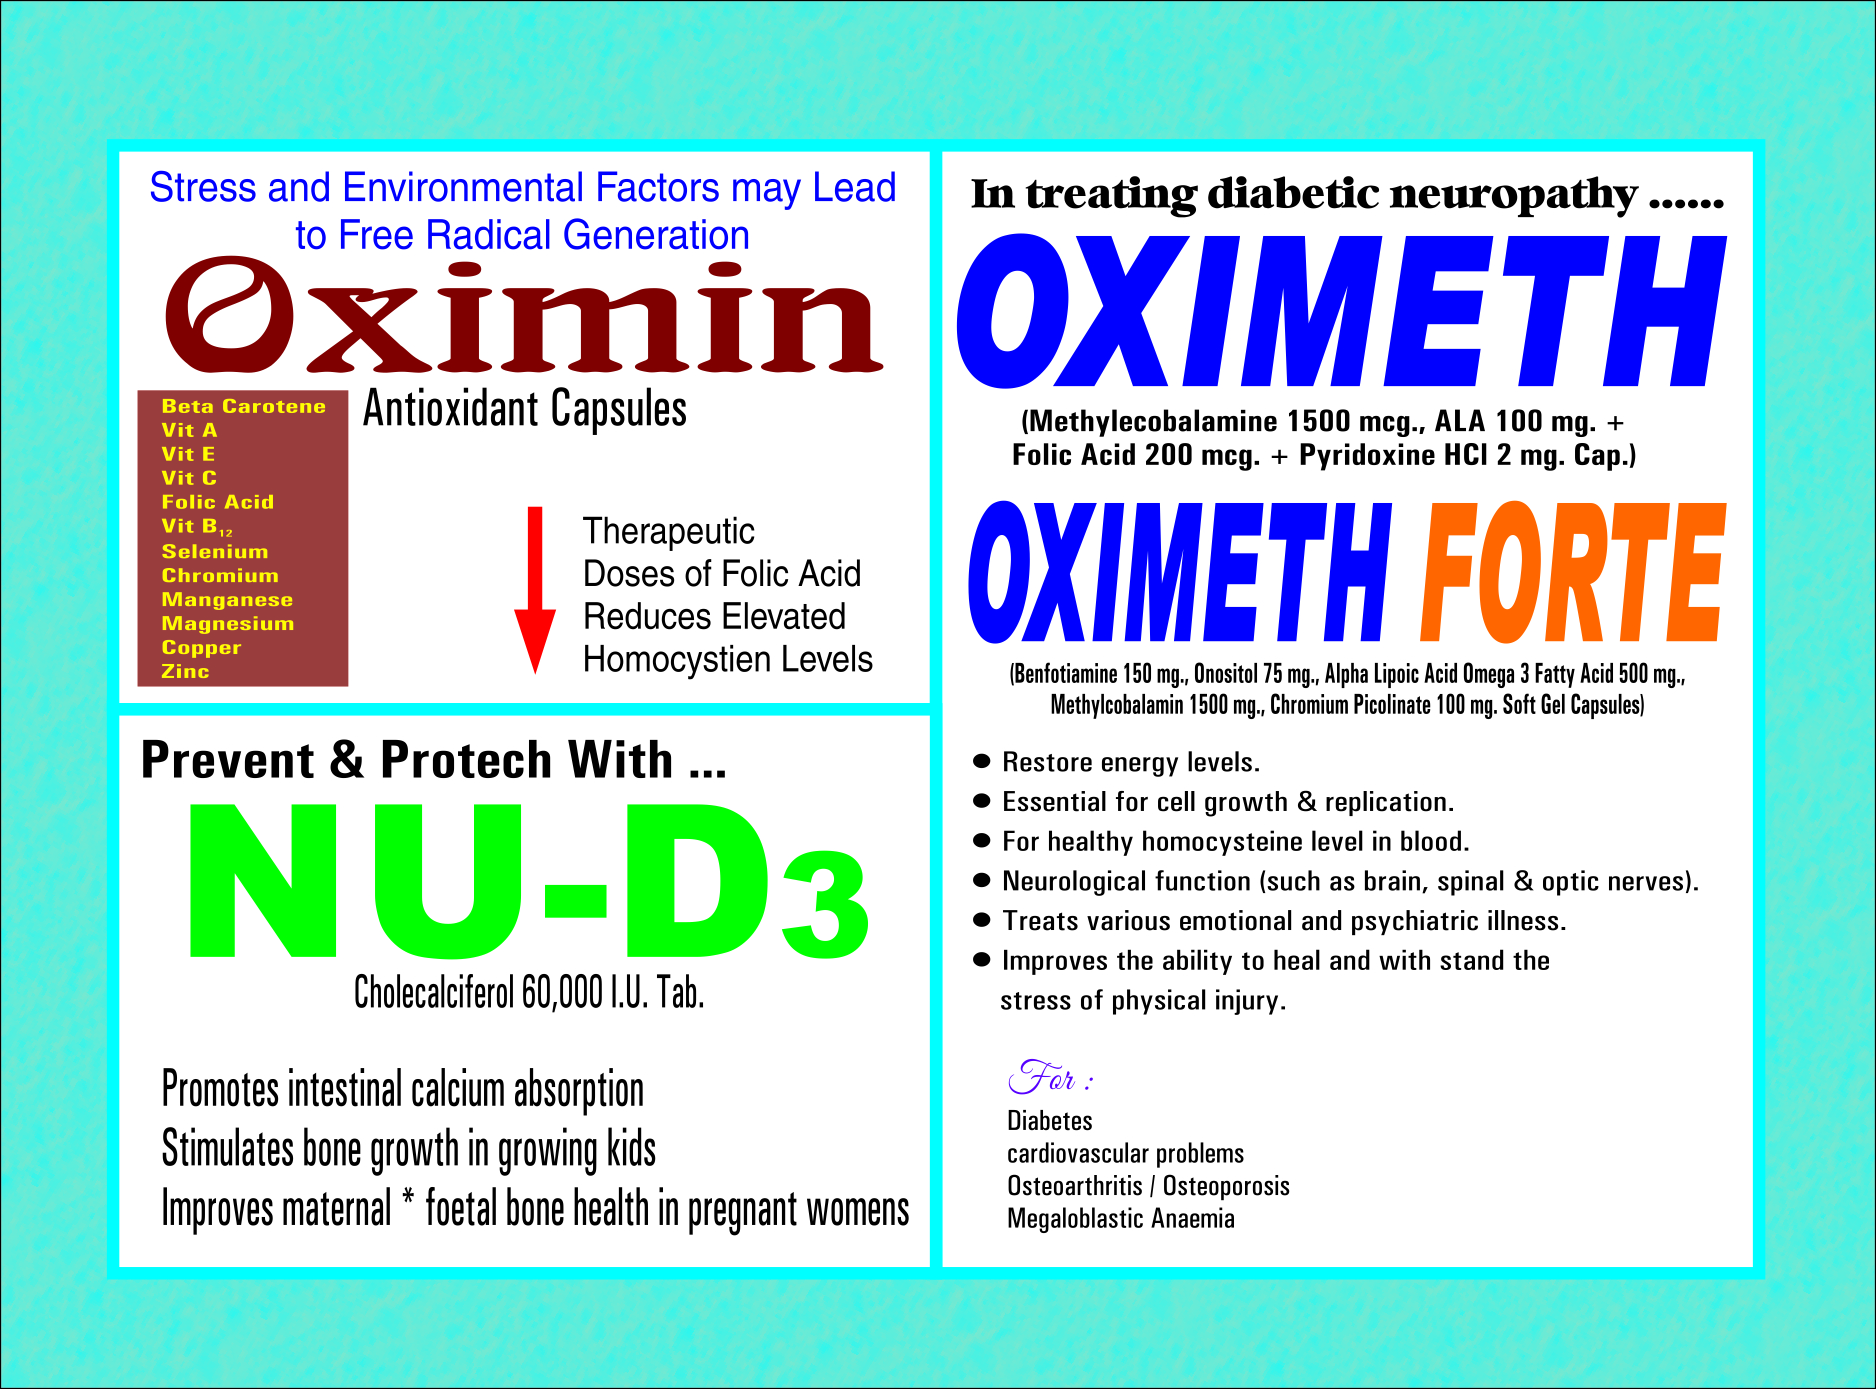 Stress and Environmental Factors may Lead
to Free Radical Generation
Oximin
Antioxidant Capsules
Beta Carotene
Vit A
Vit E
Vit C
Folic Acid
Vit B12
Selenium
Chromium
Manganese
Magnesium
Copper
Zinc
Therapeutic
Doses of Folic Acid
Reduces Elevated
Homocystien Levels
Prevent & Protech With ...
NU-D3
Cholecalciferol 60,000 I.U. Tab.
Promotes intestinal calcium absorption
Stimulates bone growth in growing kids
Improves maternal * foetal bone health in pregnant womens
In treating diabetic neuropathy ......
OXIMETH
(Methylecobalamine 1500 mcg., ALA 100 mg. +
Folic Acid 200 mcg. + Pyridoxine HCl 2 mg. Cap.)
OXIMETH FORTE
(Benfotiamine 150 mg., Onositol 75 mg., Alpha Lipoic Acid Omega 3 Fatty Acid 500 mg.,
Methylcobalamin 1500 mg., Chromium Picolinate 100 mg. Soft Gel Capsules)
● Restore energy levels.
● Essential for cell growth & replication.
● For healthy homocysteine level in blood.
● Neurological function (such as brain, spinal & optic nerves).
● Treats various emotional and psychiatric illness.
● Improves the ability to heal and with stand the
stress of physical injury.
For :
Diabetes
cardiovascular problems
Osteoarthritis / Osteoporosis
Megaloblastic Anaemia